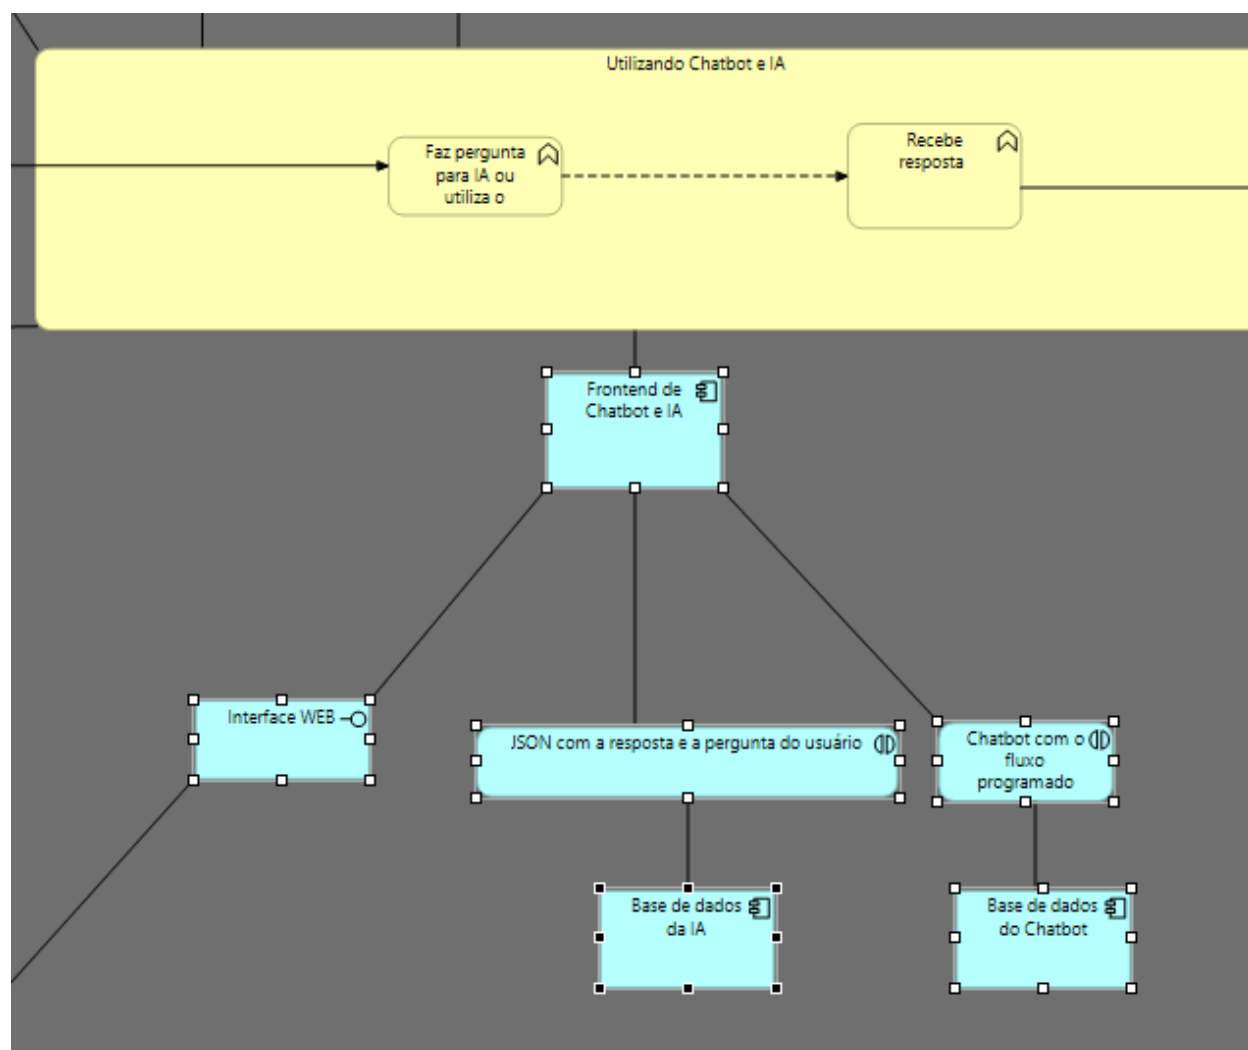 Utilizando Chatbot e IA
Faz pergunta
para IA ou
utiliza o
Recebe
resposta
Frontend de
Chatbot e IA
Interface WEB
JSON com a resposta e a pergunta do usuário
Chatbot com o
fluxo
programado
Base de dados
da IA
Base de dados
do Chatbot